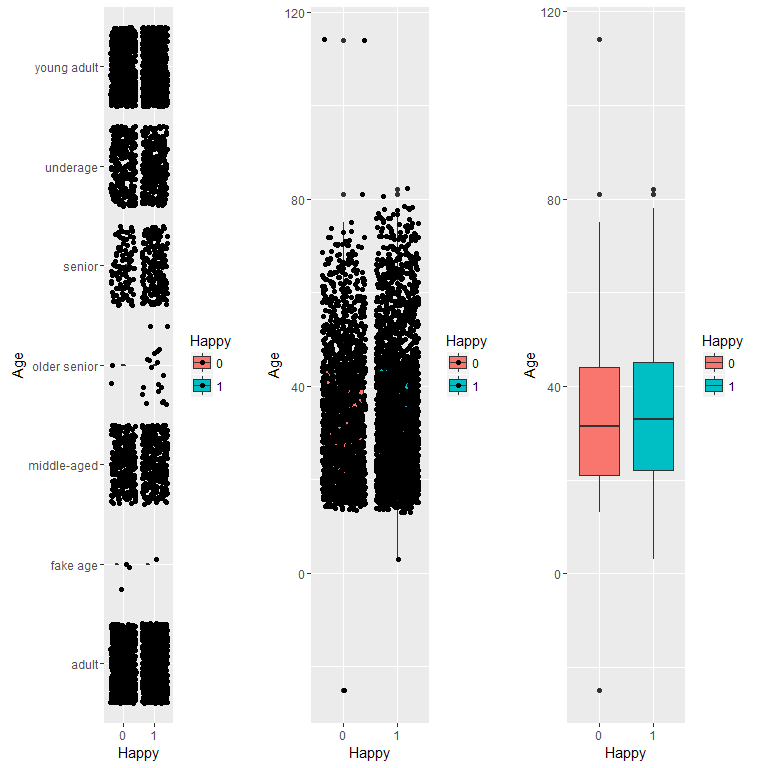 young adult
underage
senior
older senior
middle-aged
fake age
adult
Age
0 1
Happy
Happy
0
1
120
80
40
0
Age
0 1
Happy
Happy
0
1
120
80
40
0
Age
0 1
Happy
Happy
0
1